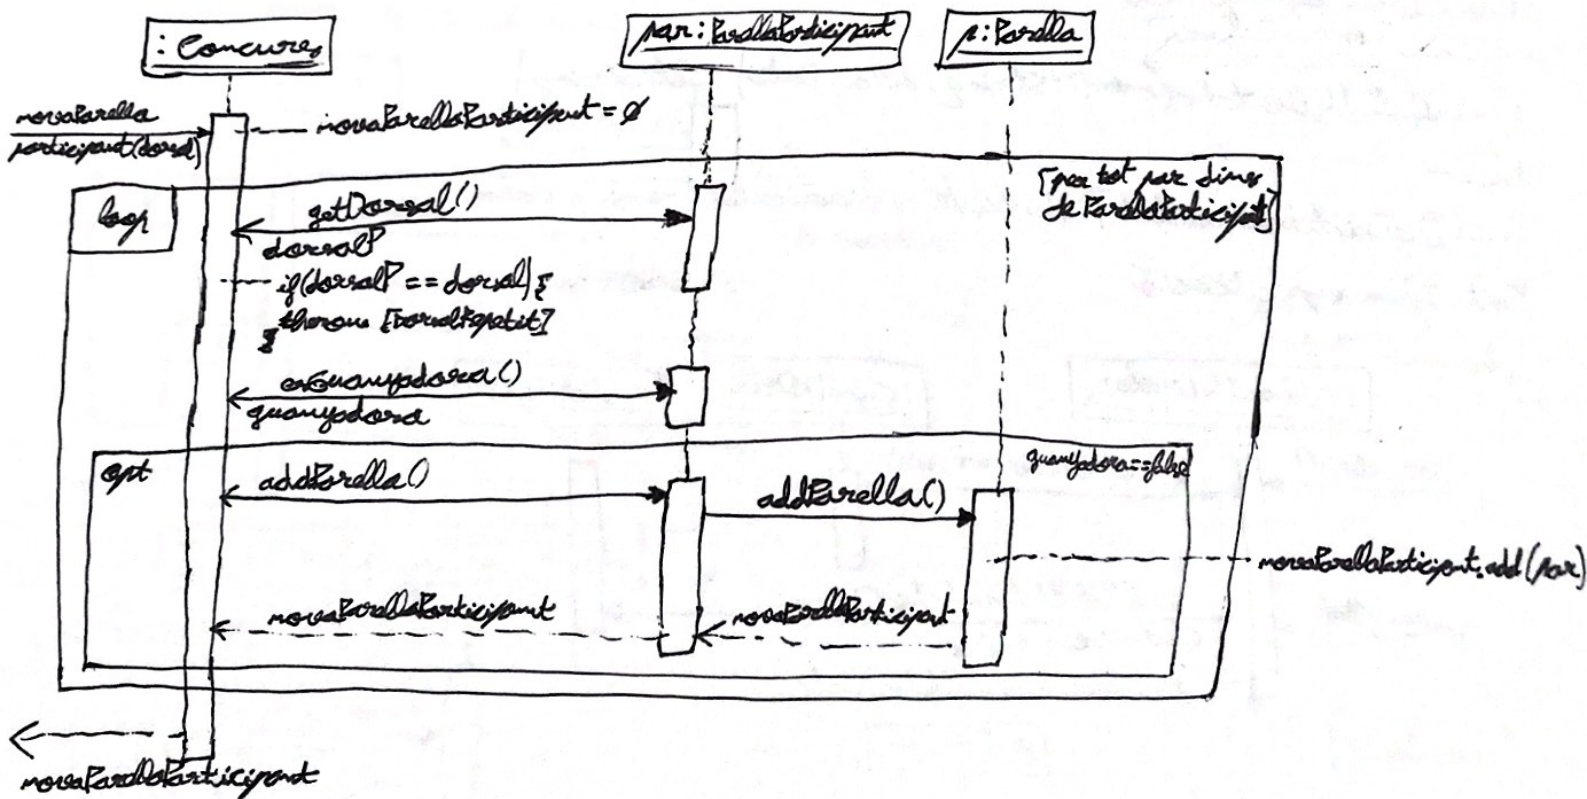 : Concurs
par: ParellaParticipant
p: Parella
novaParella
participant(dorsal)
novaParellaParticipant = Ø
loop
[per tot par dins
de ParellaParticipant]
getDorsal()
dorsalP
if(dorsalP == dorsal) {
throws [DorsalRepetit]
}
esGuanyadora()
guanyadora
opt
guanyadora==false
addParella()
addParella()
novaParellaParticipant.add(par)
novaParellaParticipant
novaParellaParticipant
novaParellaParticipant